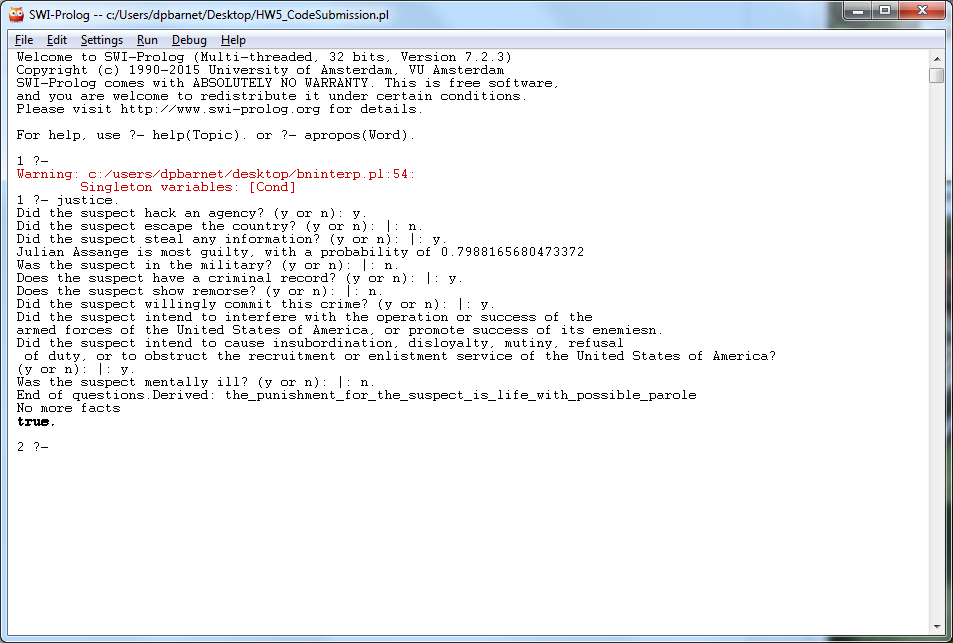 SWI-Prolog -- c:/Users/dpbarnet/Desktop/HW5_CodeSubmission.pl
File Edit Settings Run Debug Help
Welcome to SWI-Prolog (Multi-threaded, 32 bits, Version 7.2.3)
Copyright (c) 1990-2015 University of Amsterdam, VU Amsterdam
SWI-Prolog comes with ABSOLUTELY NO WARRANTY. This is free software,
and you are welcome to redistribute it under certain conditions.
Please visit http://www.swi-prolog.org for details.
For help, use ?- help(Topic). or ?- apropos(Word).
1 ?-
Warning: c:/users/dpbarnet/desktop/bninterp.pl:54:
Singleton variables: [Cond]
1 ?- justice.
Did the suspect hack an agency? (y or n): y.
Did the suspect escape the country? (y or n): |: n.
Did the suspect steal any information? (y or n): |: y.
Julian Assange is most guilty, with a probability of 0.7988165680473372
Was the suspect in the military? (y or n): |: n.
Does the suspect have a criminal record? (y or n): |: y.
Does the suspect show remorse? (y or n): |: n.
Did the suspect willingly commit this crime? (y or n): |: y.
Did the suspect intend to interfere with the operation or success of the
armed forces of the United States of America, or promote success of its enemiesn.
Did the suspect intend to cause insubordination, disloyalty, mutiny, refusal
of duty, or to obstruct the recruitment or enlistment service of the United States of America?
(y or n): |: y.
Was the suspect mentally ill? (y or n): |: n.
End of questions.Derived: the_punishment_for_the_suspect_is_life_with_possible_parole
No more facts
true.
2 ?-